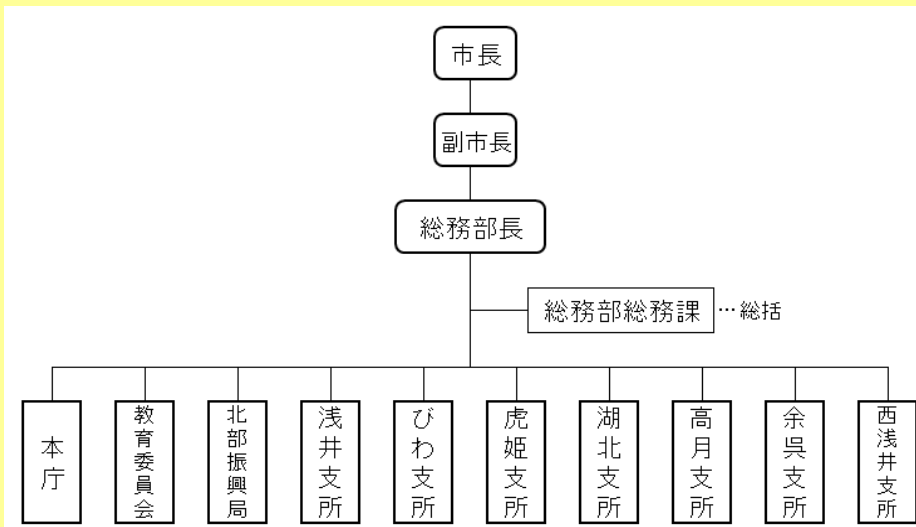 市長
副市長
総務部長
総務部総務課 …総括
本庁
教育委員会
北部振興局
浅井支所
びわ支所
虎姫支所
湖北支所
高月支所
余呉支所
西浅井支所